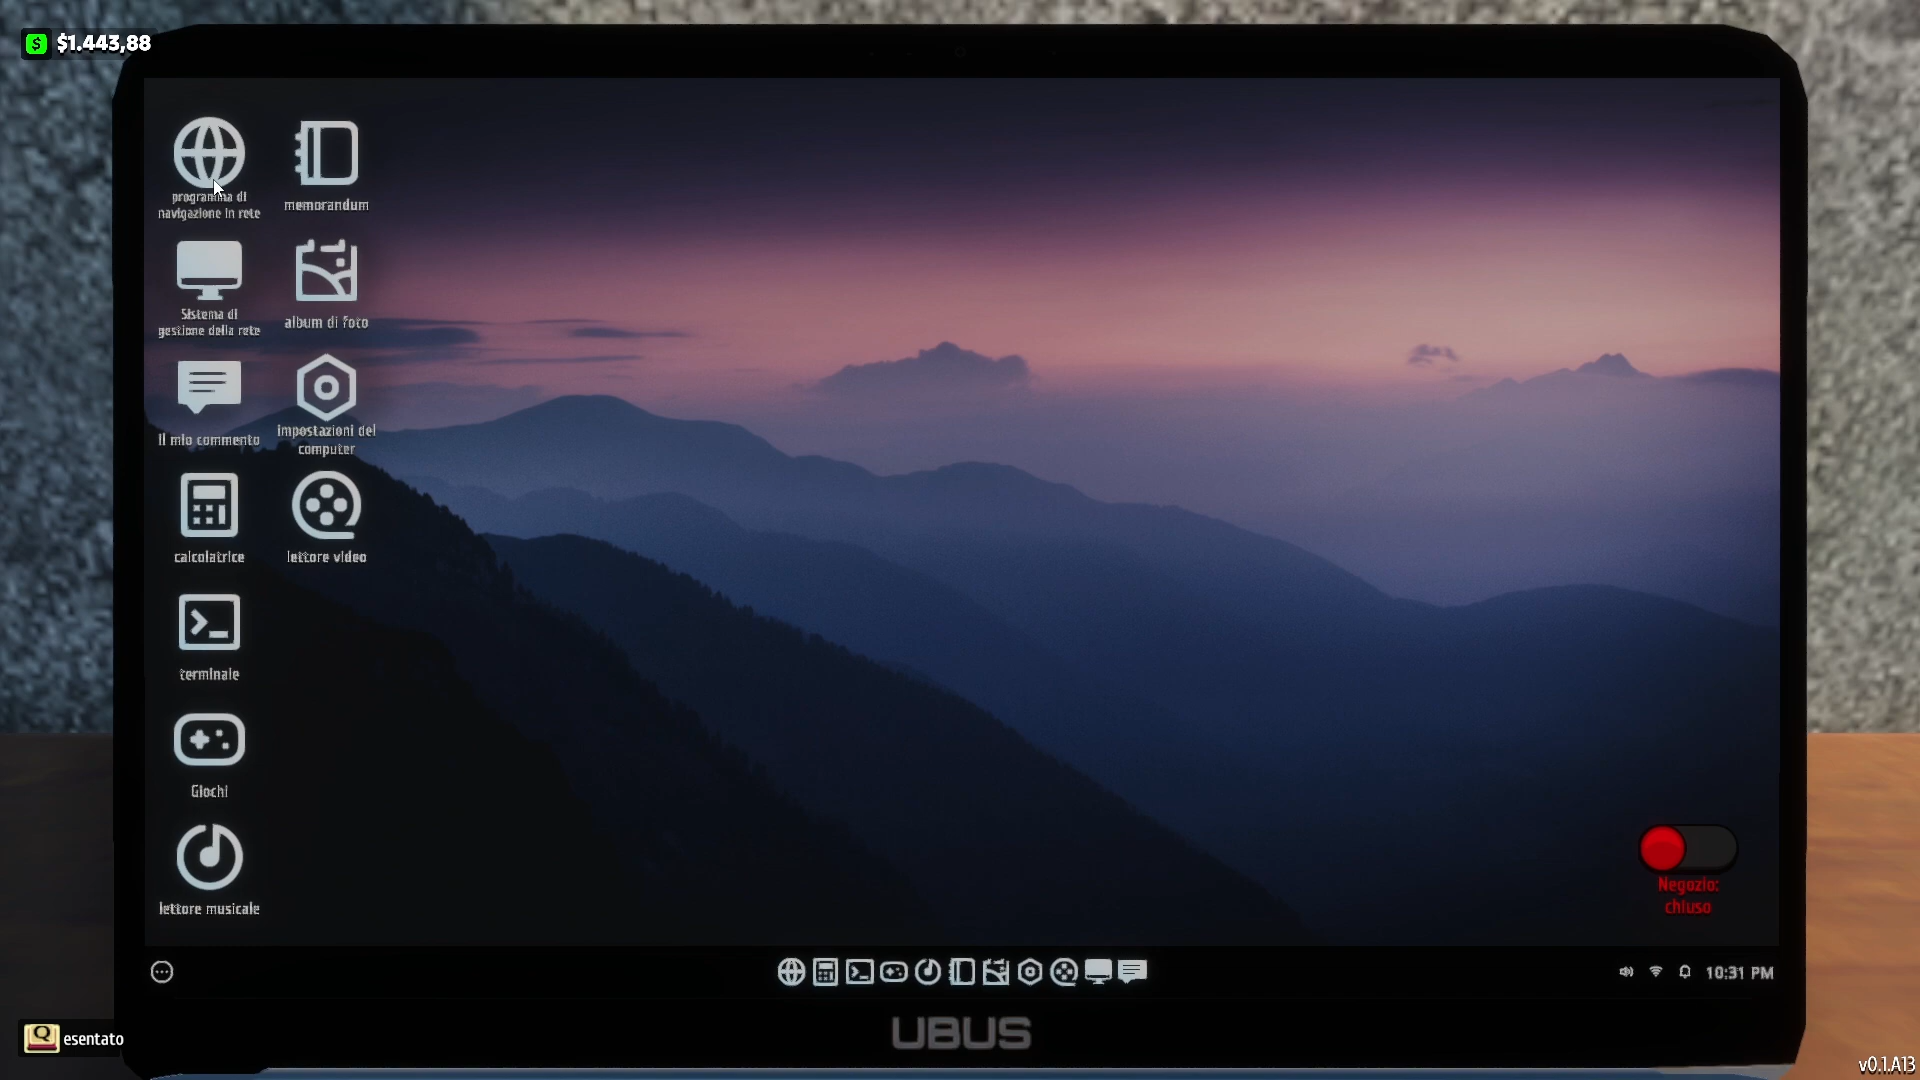 $1.443,88
programma di
navigazione in rete
memorandum
Sistema di
gestione della rete
album di foto
Il mio commento
impostazioni del
computer
calcolatrice
lettore video
terminale
Giochi
lettore musicale
Negozio:
chiuso
10:31 PM
UBUS
Q esentato
v0.1.A13